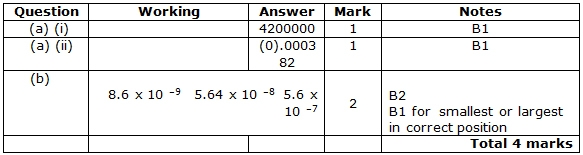 Question Working Answer Mark Notes
(a) (i) 4200000 1 B1
(a) (ii) (0).0003 1 B1
82
(b)
8.6 x 10 ⁻⁹ 5.64 x 10 ⁻⁸ 5.6 x
10 ⁻⁷
2
B2
B1 for smallest or largest
in correct position
Total 4 marks